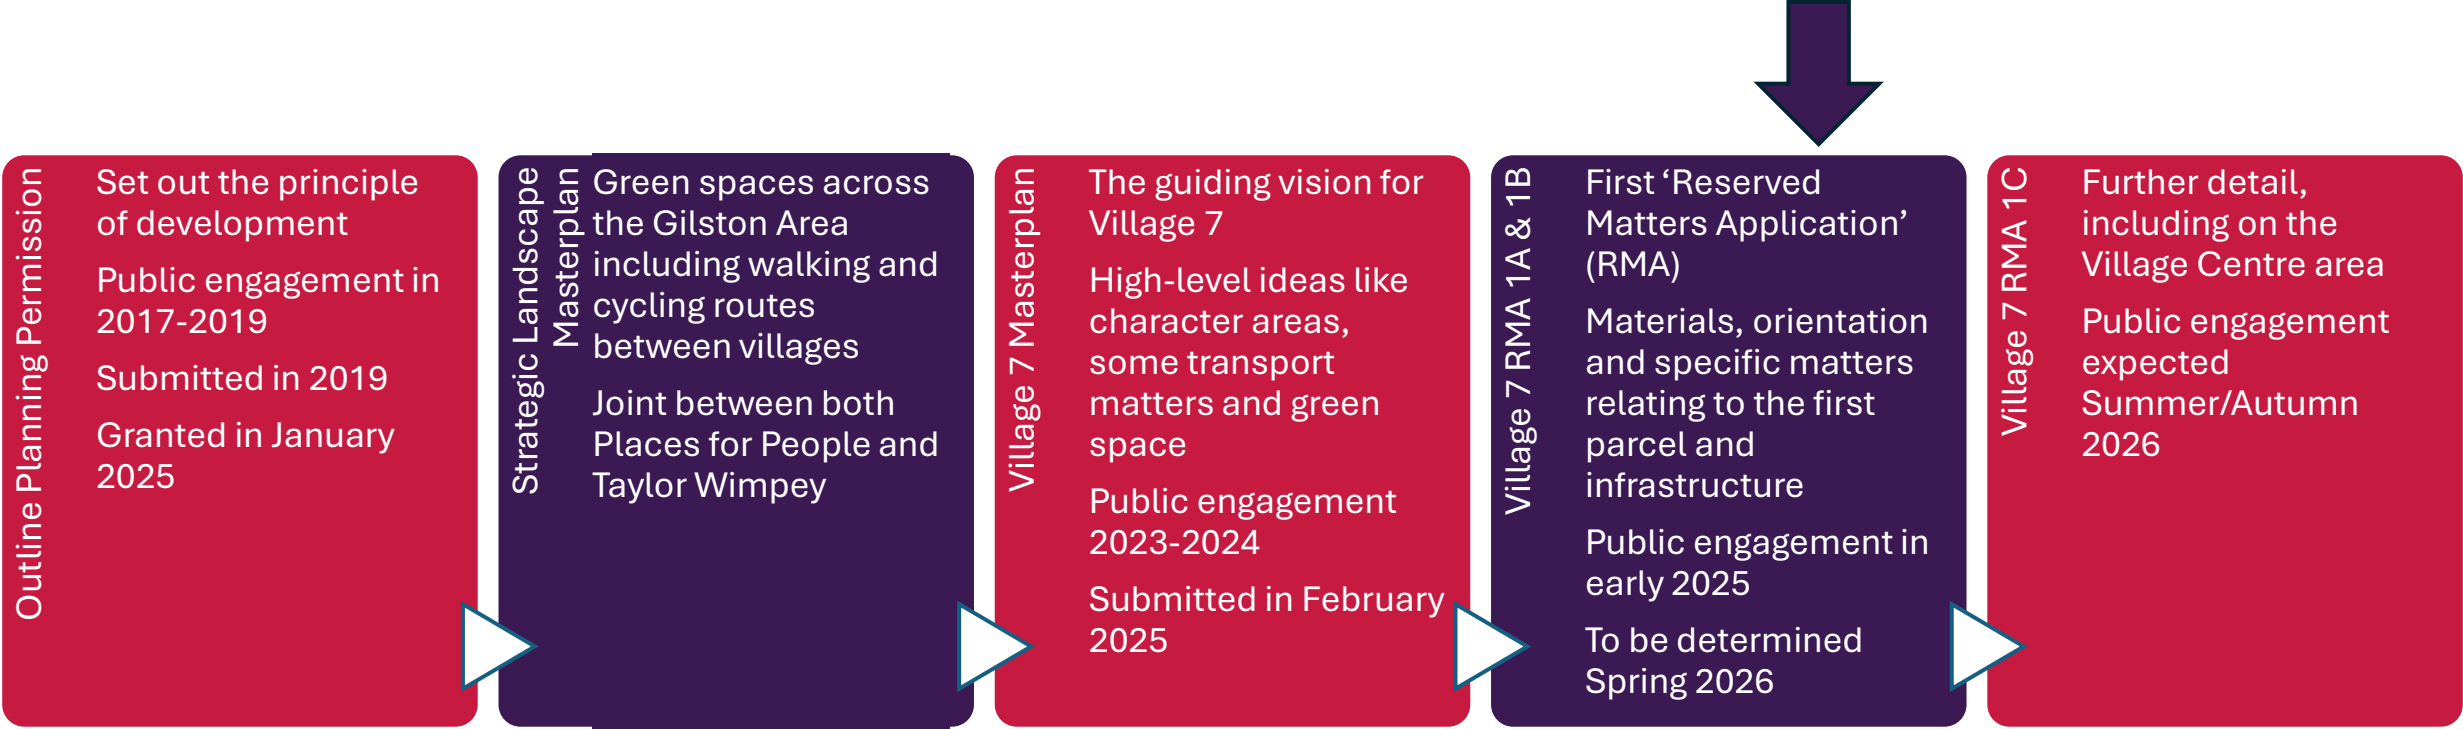 Outline Planning Permission
Set out the principle
of development
Public engagement in
2017-2019
Submitted in 2019
Granted in January
2025
Strategic Landscape
Masterplan
Green spaces across
the Gilston Area
including walking and
cycling routes
between villages
Joint between both
Places for People and
Taylor Wimpey
Village 7 Masterplan
The guiding vision for
Village 7
High-level ideas like
character areas,
some transport
matters and green
space
Public engagement
2023-2024
Submitted in February
2025
Village 7 RMA 1A & 1B
First ‘Reserved
Matters Application’
(RMA)
Materials, orientation
and specific matters
relating to the first
parcel and
infrastructure
Public engagement in
early 2025
To be determined
Spring 2026
Village 7 RMA 1C
Further detail,
including on the
Village Centre area
Public engagement
expected
Summer/Autumn
2026